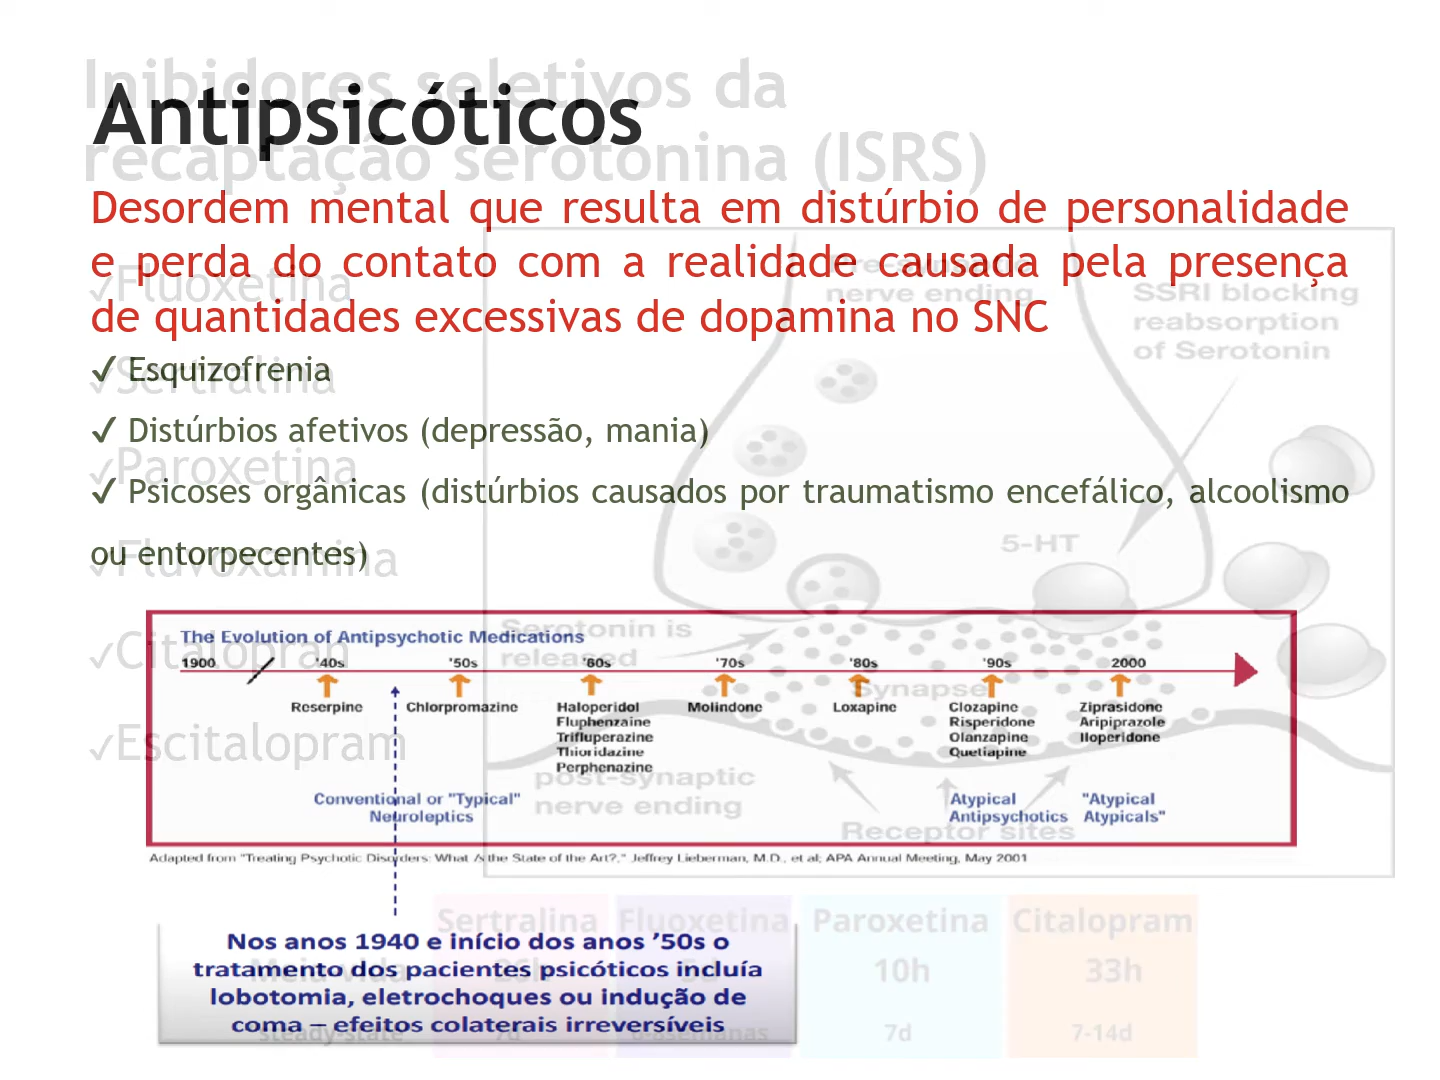 Inibidores seletivos da
Antipsicóticos
recaptação serotonina (ISRS)
Desordem mental que resulta em distúrbio de personalidade
e perda do contato com a realidade causada pela presença
de quantidades excessivas de dopamina no SNC
✓Fluoxetina
nerve ending
SSRI blocking
reabsorption
of Serotonin
✓ Esquizofrenia
✓Sertralina
✓ Distúrbios afetivos (depressão, mania)
✓Paroxetina
✓ Psicoses orgânicas (distúrbios causados por traumatismo encefálico, alcoolismo
ou entorpecentes)
✓Fluvoxamina
5-HT
Serotonin is
released
Synapse
✓Citalopram
✓Escitalopram
post-synaptic
nerve ending
Receptor sites
The Evolution of Antipsychotic Medications
1900 '40s '50s '60s '70s '80s '90s 2000
Reserpine Chlorpromazine Haloperidol Molindone Loxapine Clozapine Ziprasidone
Fluphenzaine Risperidone Aripiprazole
Trifluperazine Olanzapine Iloperidone
Thioridazine Quetiapine
Perphenazine
Conventional or "Typical" Atypical "Atypical
Neuroleptics Antipsychotics Atypicals"
Adapted from "Treating Psychotic Disorders: What Is the State of the Art?," Jeffrey Lieberman, M.D., et al; APA Annual Meeting, May 2001
Sertralina Fluoxetina Paroxetina Citalopram
Nos anos 1940 e início dos anos '50s o
tratamento dos pacientes psicóticos incluía
lobotomia, eletrochoques ou indução de
coma – efeitos colaterais irreversíveis
Meia-vida 26h 10h 33h
steady-state 7d 7d 7-14d